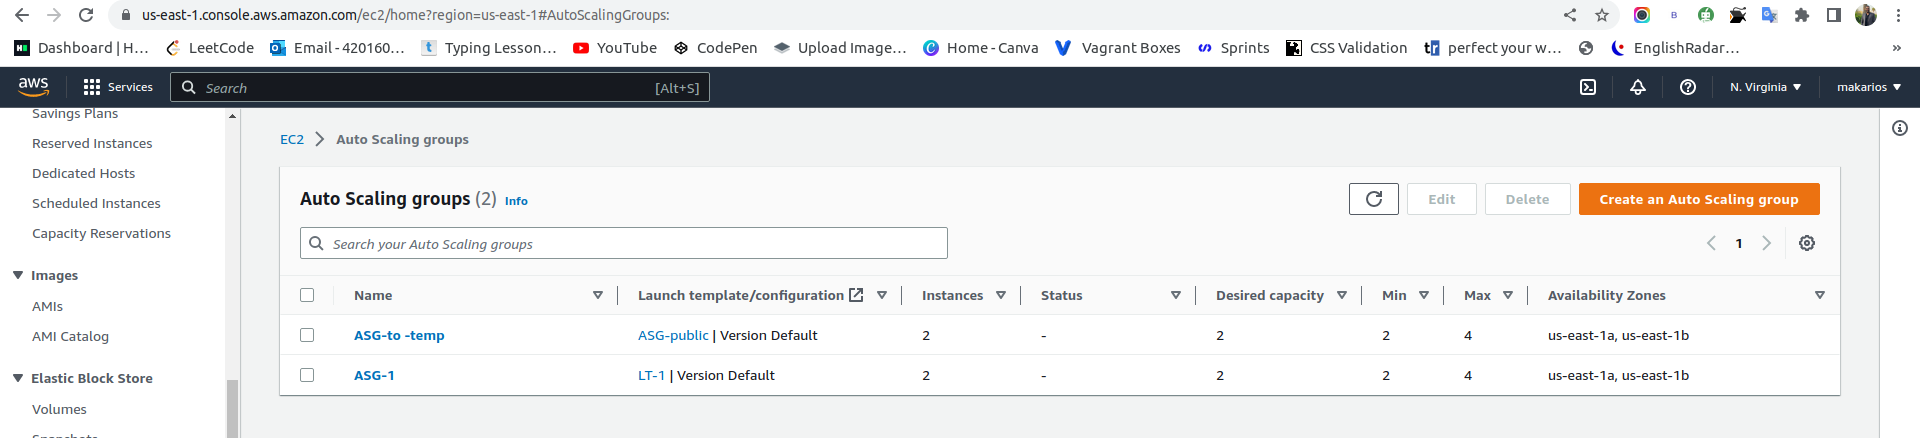 us-east-1.console.aws.amazon.com/ec2/home?region=us-east-1#AutoScalingGroups:
Dashboard | H... LeetCode Email - 420160... Typing Lesson... YouTube CodePen Upload Image... Home - Canva Vagrant Boxes Sprints CSS Validation perfect your w... EnglishRadar... »
aws Services Search [Alt+S] N. Virginia makarios
Savings Plans
Reserved Instances
Dedicated Hosts
Scheduled Instances
Capacity Reservations
Images
AMIs
AMI Catalog
Elastic Block Store
Volumes
Snapshots
EC2 Auto Scaling groups
Auto Scaling groups (2) Info Edit Delete Create an Auto Scaling group
Search your Auto Scaling groups 1
Name Launch template/configuration Instances Status Desired capacity Min Max Availability Zones
ASG-to -temp ASG-public | Version Default 2 - 2 2 4 us-east-1a, us-east-1b
ASG-1 LT-1 | Version Default 2 - 2 2 4 us-east-1a, us-east-1b